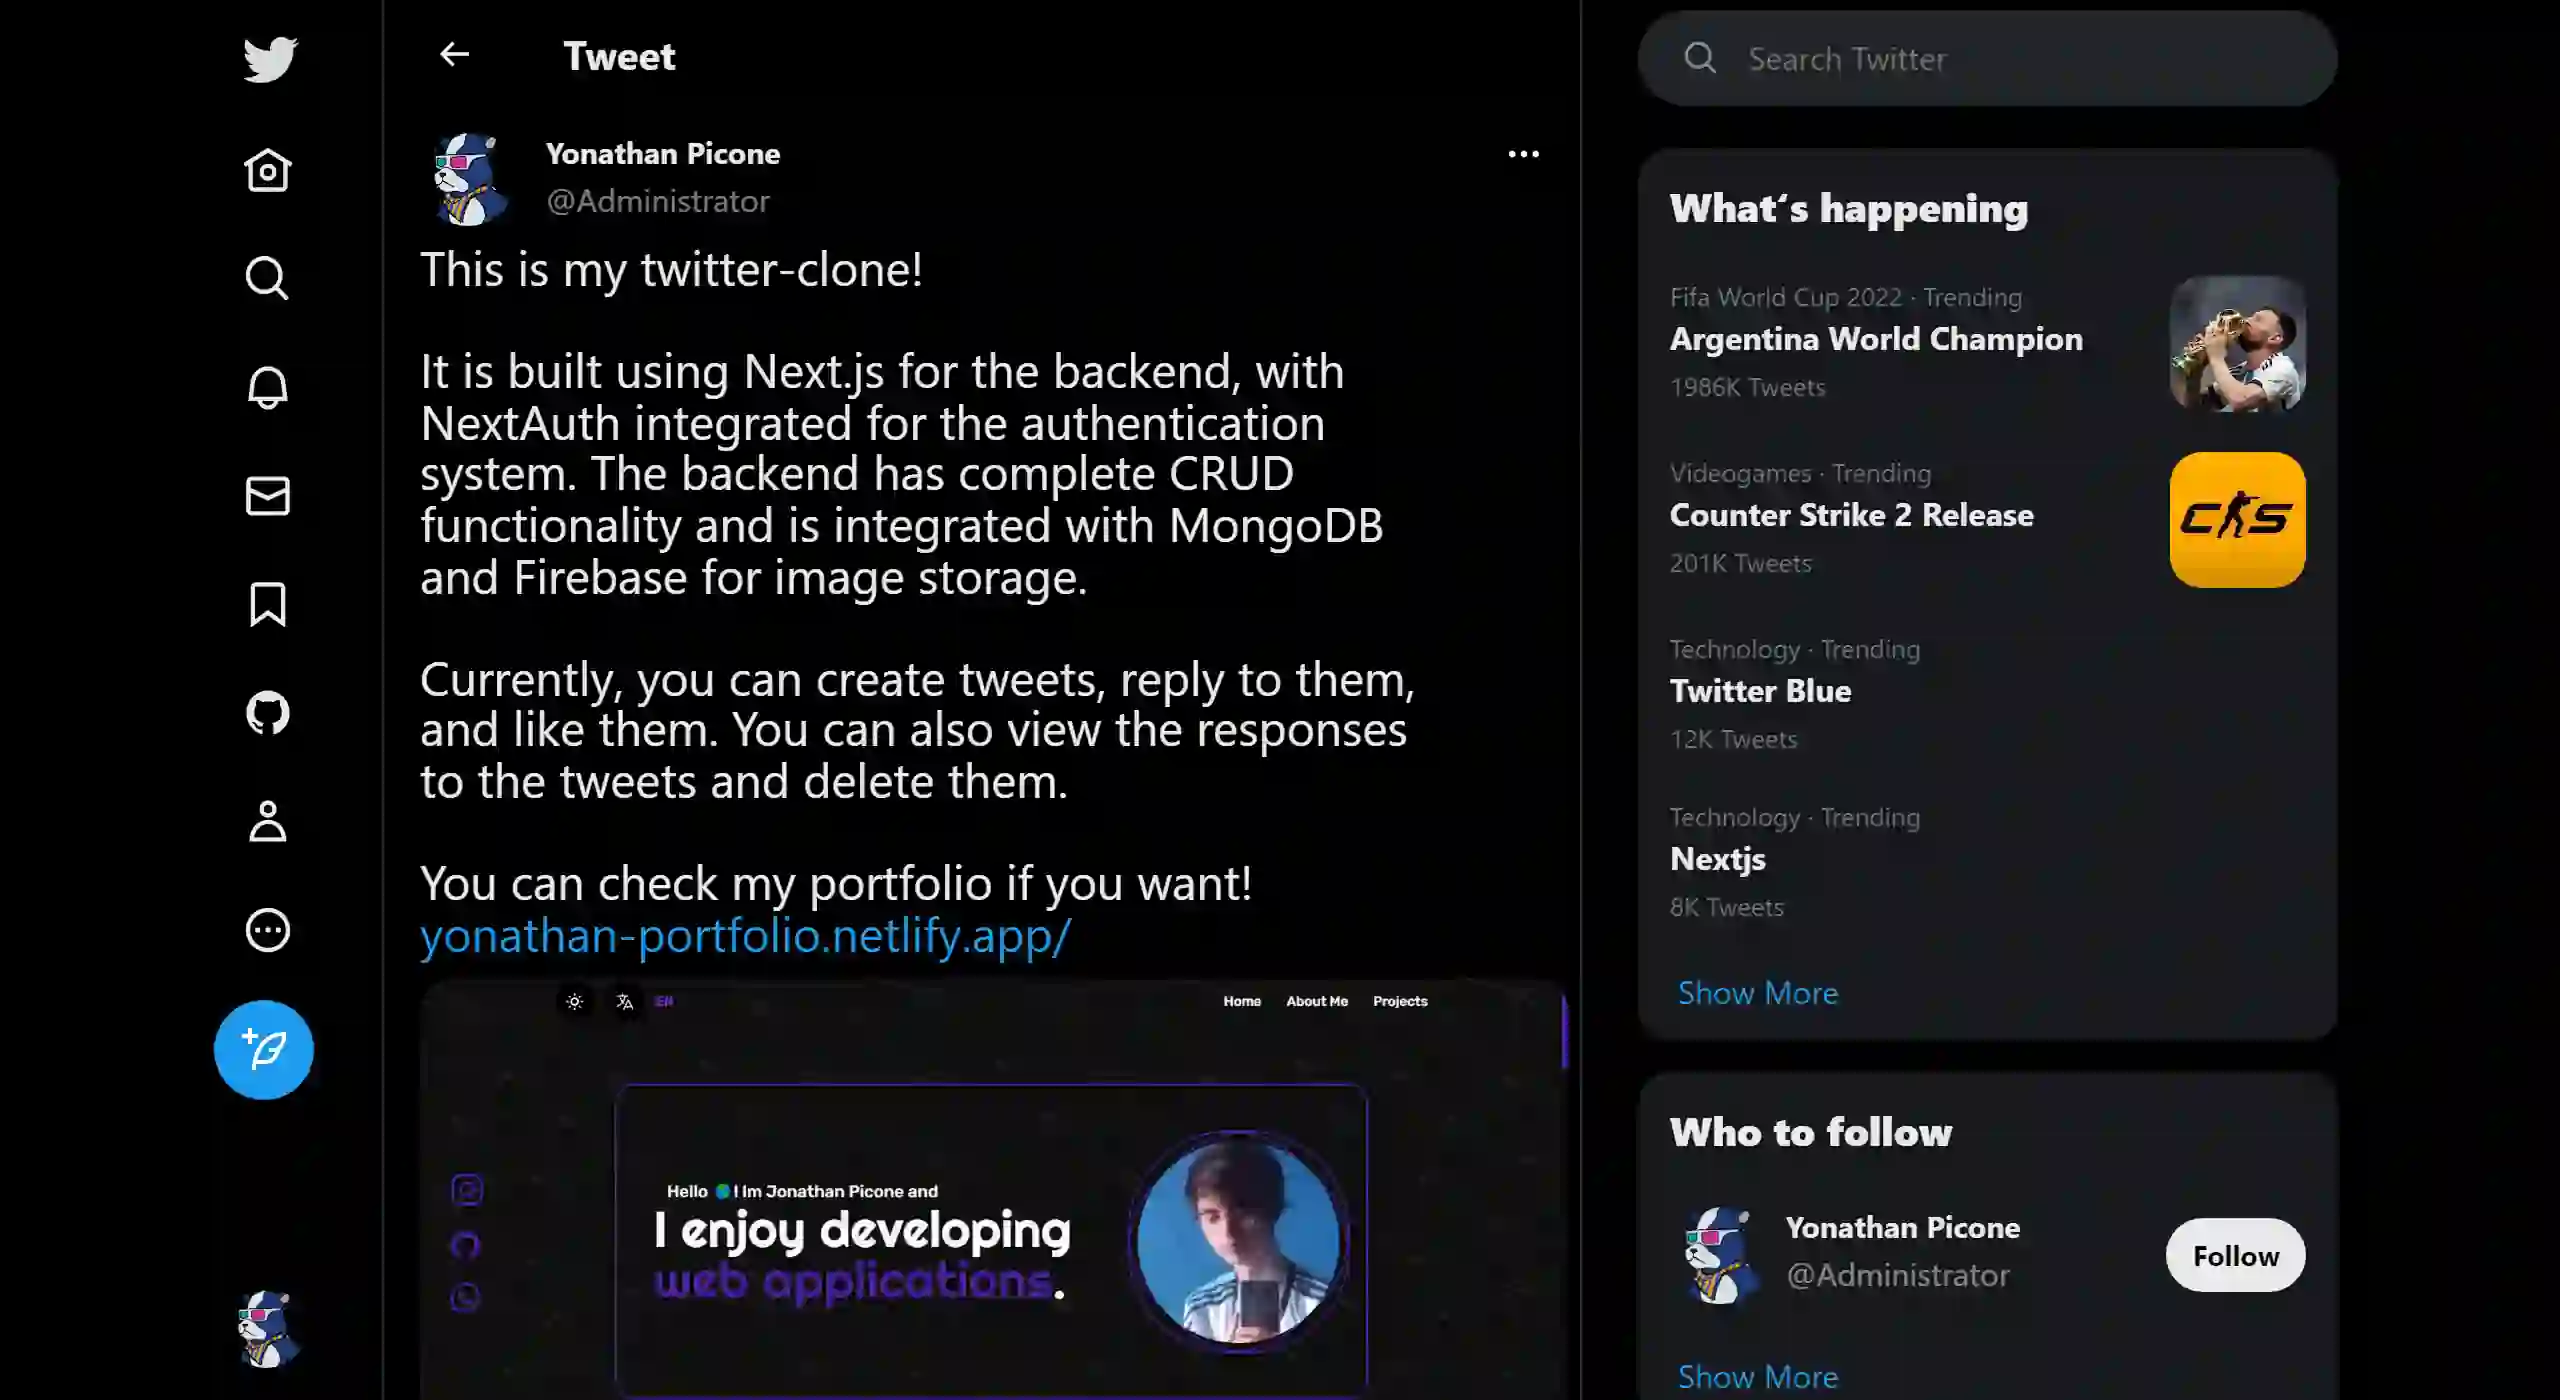 Tweet
Yonathan Picone
@Administrator
This is my twitter-clone!
It is built using Next.js for the backend, with
NextAuth integrated for the authentication
system. The backend has complete CRUD
functionality and is integrated with MongoDB
and Firebase for image storage.
Currently, you can create tweets, reply to them,
and like them. You can also view the responses
to the tweets and delete them.
You can check my portfolio if you want!
yonathan-portfolio.netlify.app/
EN
Home About Me Projects
Hello ! Im Jonathan Picone and
I enjoy developing
web applications.
Search Twitter
What‘s happening
Fifa World Cup 2022 · Trending
Argentina World Champion
1986K Tweets
Videogames · Trending
Counter Strike 2 Release
201K Tweets
CS
Technology · Trending
Twitter Blue
12K Tweets
Technology · Trending
Nextjs
8K Tweets
Show More
Who to follow
Yonathan Picone
@Administrator
Follow
Show More